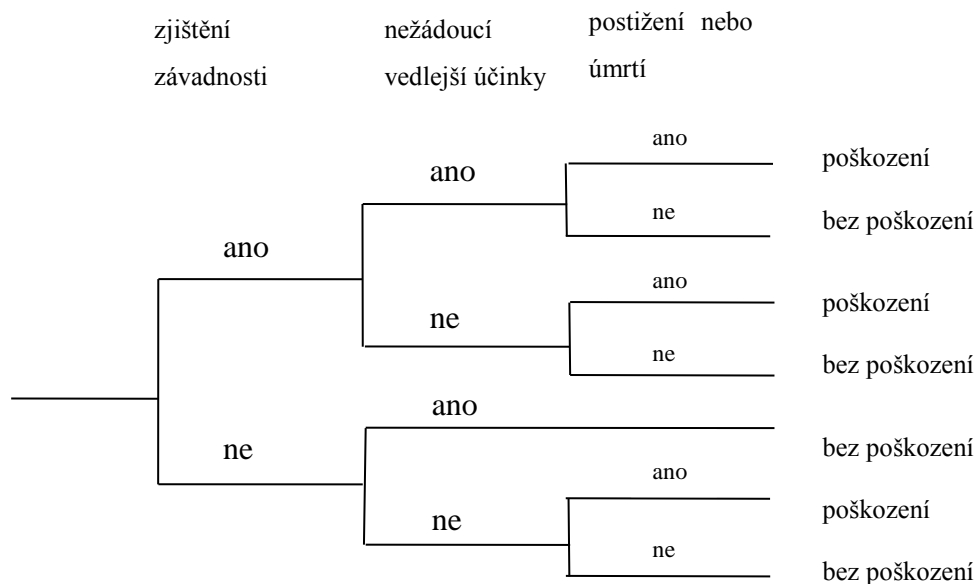 zjištění
závadnosti
nežádoucí
vedlejší účinky
postižení nebo
úmrtí
ano
poškození
ano
ne
bez poškození
ano
ano
poškození
ne
ne
bez poškození
ano
ne
bez poškození
ano
poškození
ne
ne
bez poškození